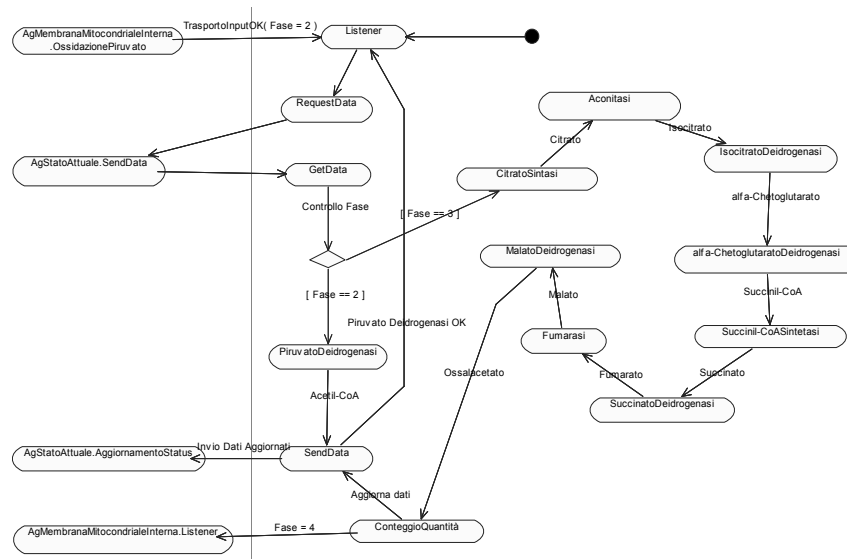 TrasportoInputOK( Fase = 2 )
Listener
AgMembranaMitocondrialeInterna
.OssidazionePiruvato
RequestData
Aconitasi
Isocitrato
Citrato
IsocitratoDeidrogenasi
AgStatoAttuale.SendData
GetData
CitratoSintasi
alfa-Chetoglutarato
Controllo Fase
[ Fase == 3 ]
MalatoDeidrogenasi
alfa-ChetoglutaratoDeidrogenasi
[ Fase == 2 ]
Malato
Succinil-CoA
Piruvato Deidrogenasi OK
Fumarasi
Succinil-CoASintetasi
PiruvatoDeidrogenasi
Ossalacetato
Fumarato
Succinato
Acetil-CoA
SuccinatoDeidrogenasi
Invio Dati Aggiornati
AgStatoAttuale.AggiornamentoStatus
SendData
Aggiorna dati
Fase = 4
AgMembranaMitocondrialeInterna.Listener
ConteggioQuantità